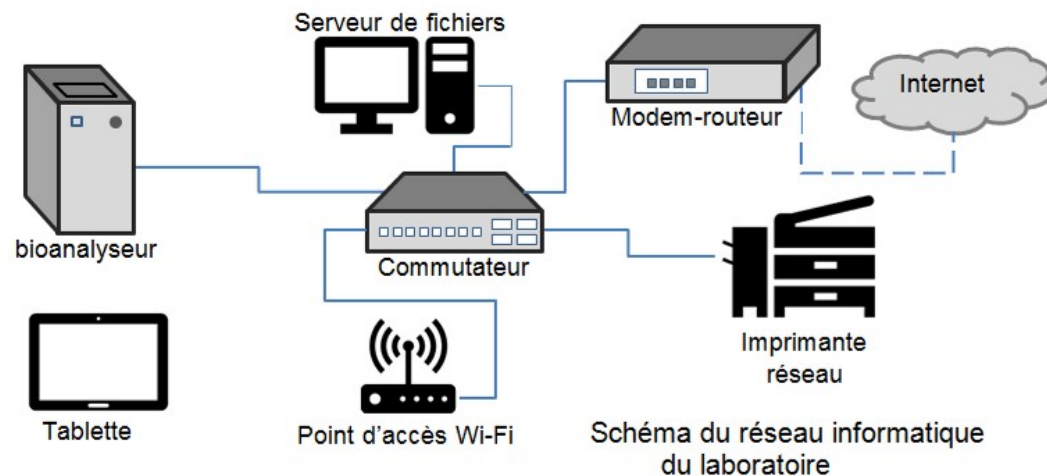 Serveur de fichiers
Internet
Modem-routeur
bioanalyseur
Commutateur
Imprimante
réseau
Tablette
Point d'accès Wi-Fi
Schéma du réseau informatique
du laboratoire